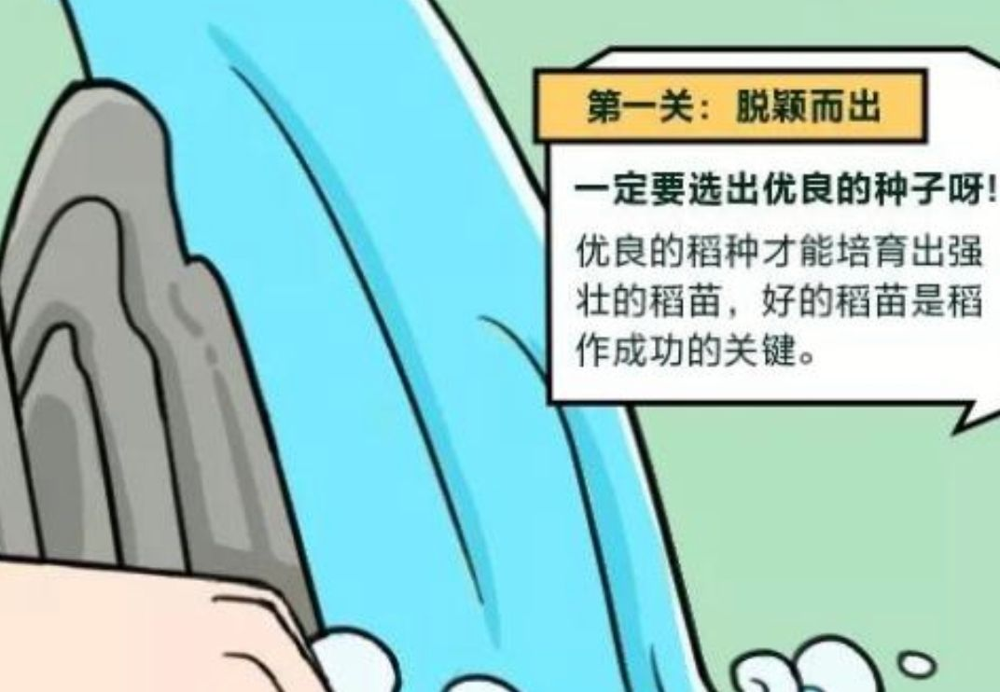 第一关：脱颖而出
一定要选出优良的种子呀!
优良的稻种才能培育出强
壮的稻苗，好的稻苗是稻
作成功的关键。